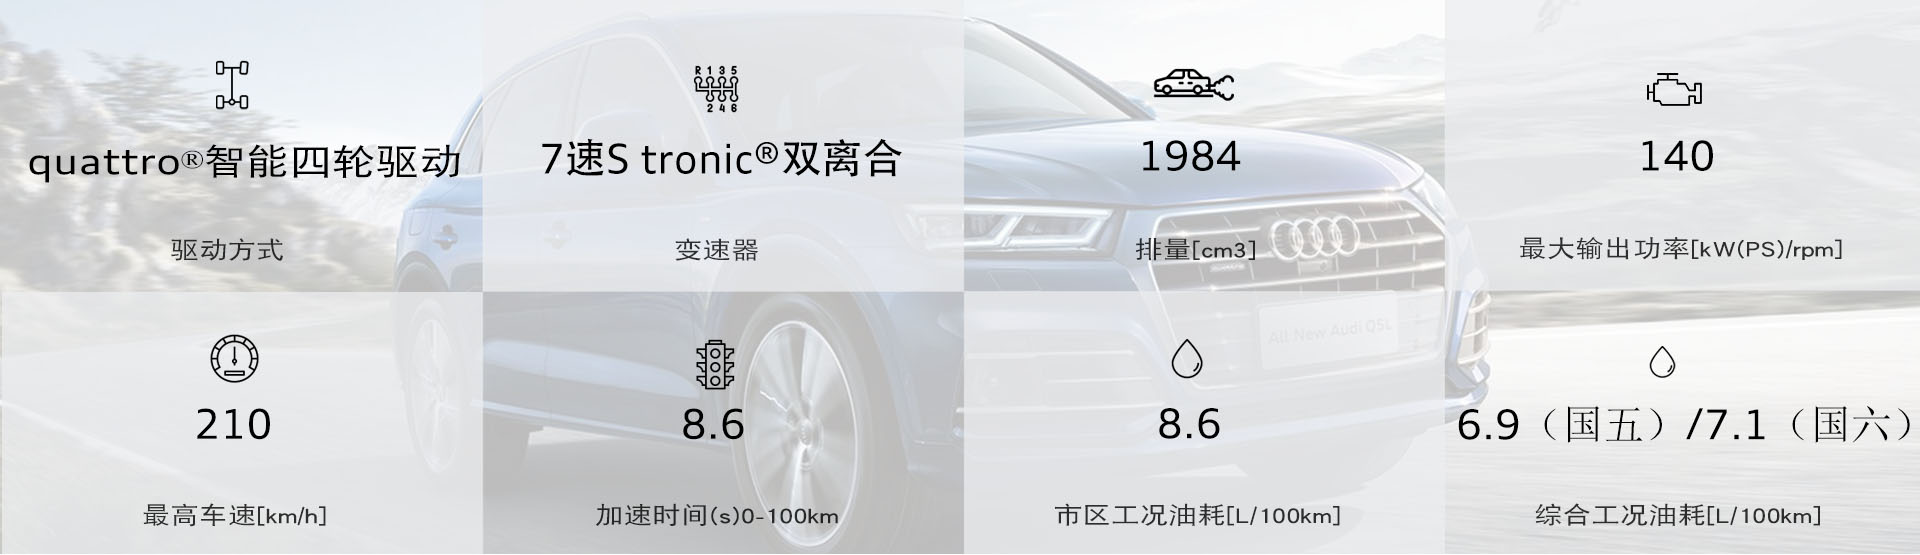 R 1 3 5
2 4 6
quattro®智能四轮驱动
7速S tronic®双离合
1984
140
驱动方式
变速器
排量[cm3]
最大输出功率[kW(PS)/rpm]
All New Audi Q5L
210
8.6
8.6
6.9（国五）/7.1（国六）
最高车速[km/h]
加速时间(s)0-100km
市区工况油耗[L/100km]
综合工况油耗[L/100km]